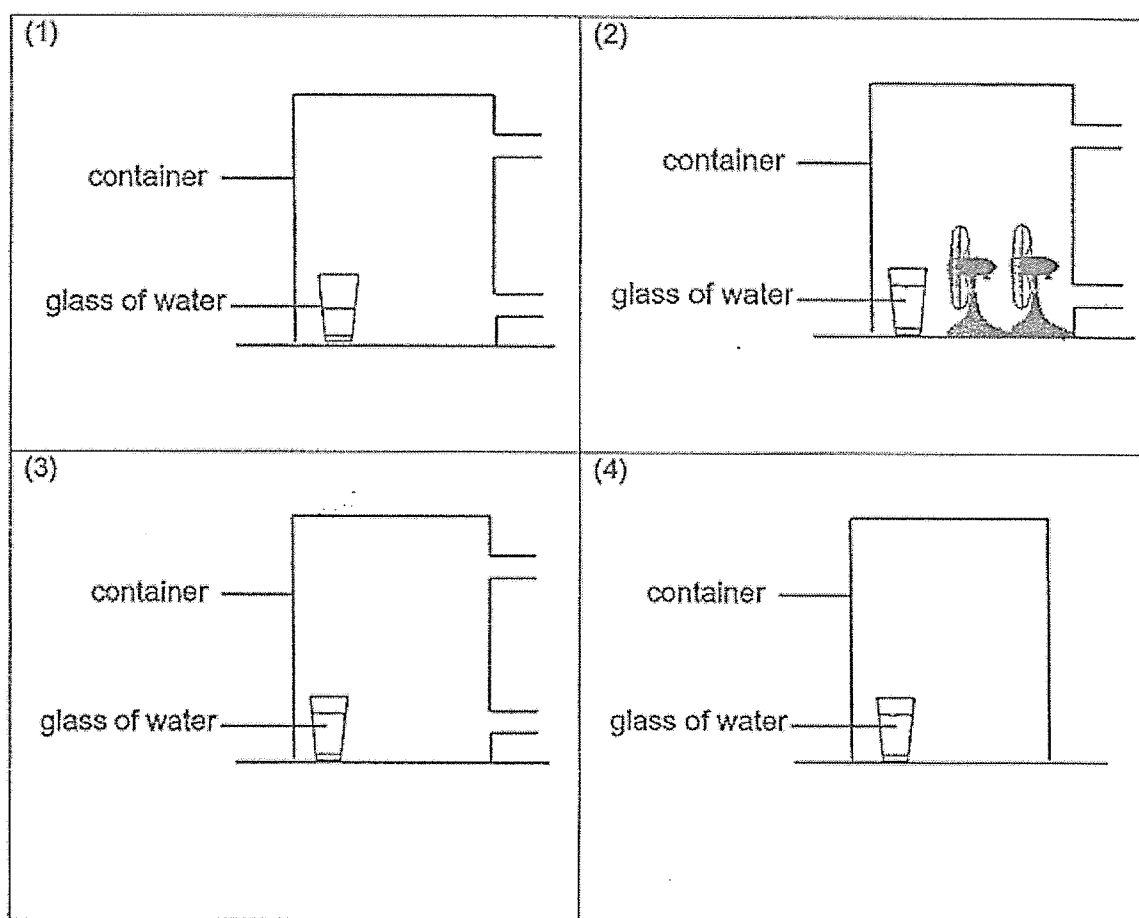 (1)
container
glass of water
(2)
container
glass of water
(3)
container
glass of water
(4)
container
glass of water